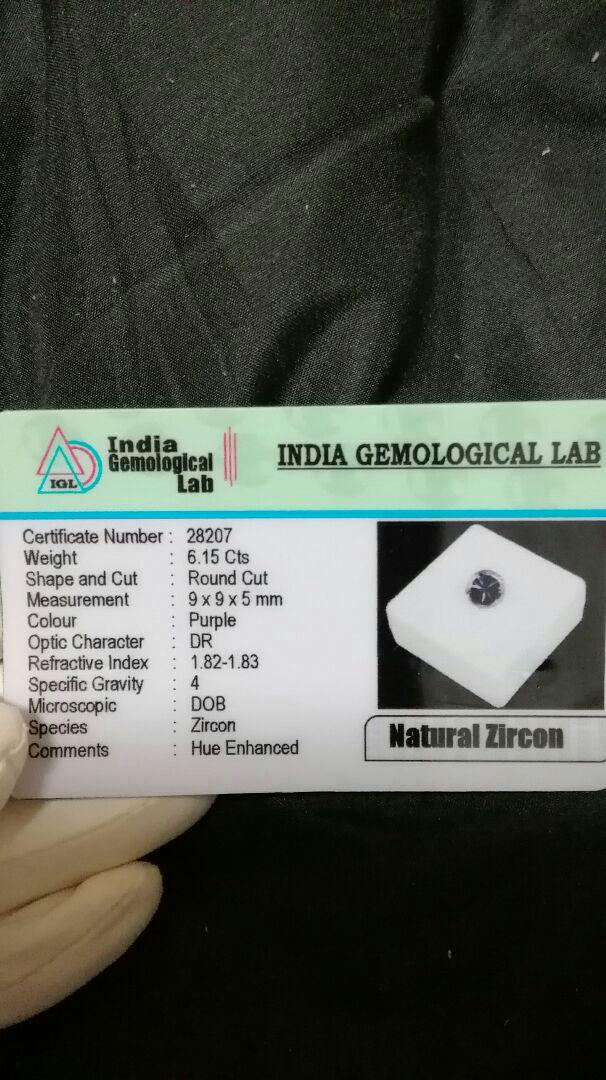 India
Gemological
Lab
IGL
INDIA GEMOLOGICAL LAB
Certificate Number : 28207
Weight : 6.15 Cts
Shape and Cut : Round Cut
Measurement : 9 x 9 x 5 mm
Colour : Purple
Optic Character : DR
Refractive Index : 1.82-1.83
Specific Gravity : 4
Microscopic : DOB
Species : Zircon
Comments : Hue Enhanced
Natural Zircon